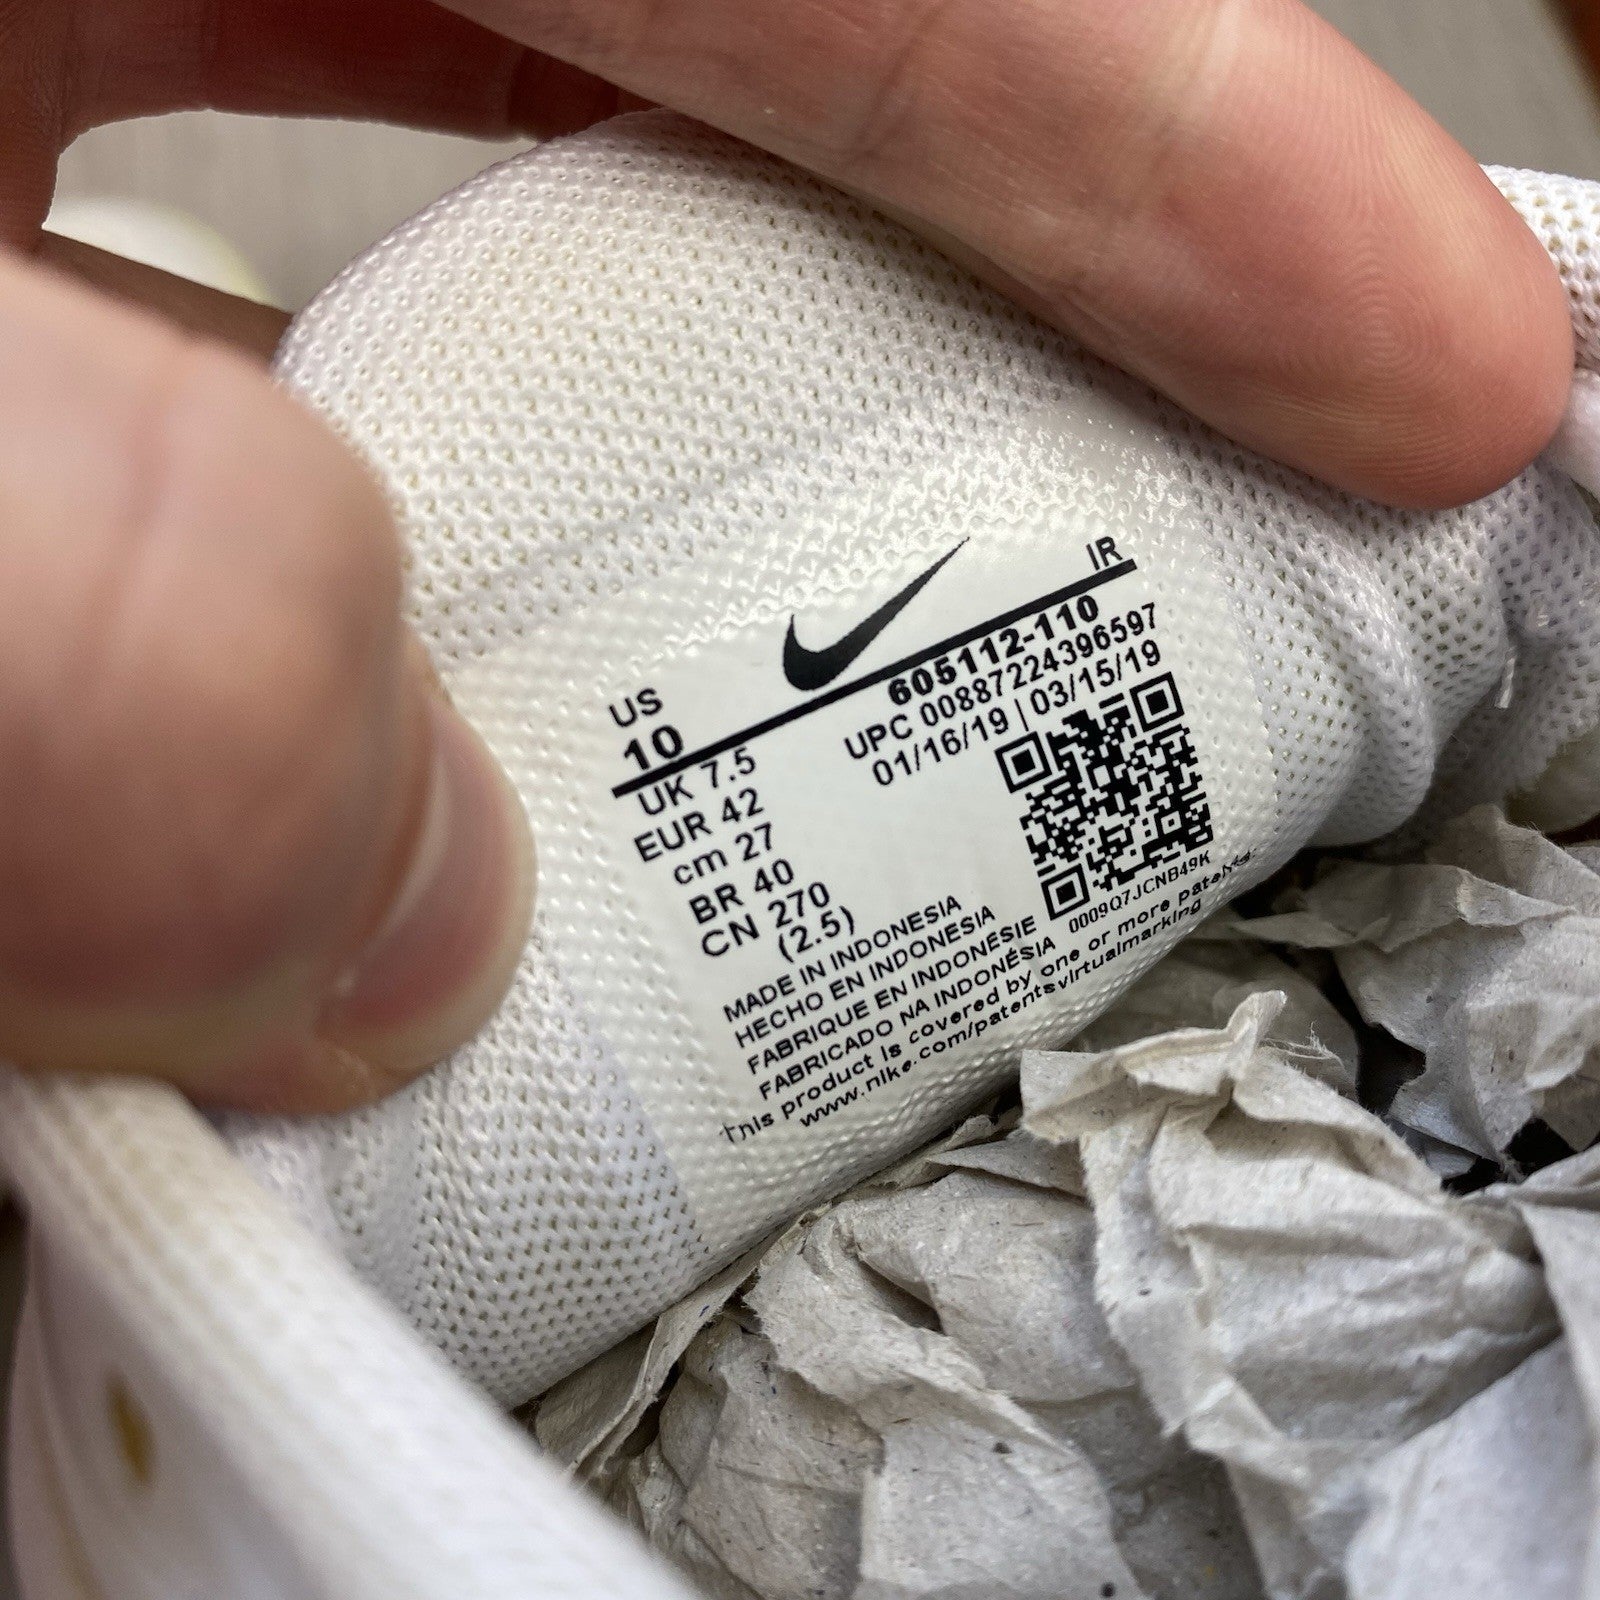 IR
US
10
605112-110
UPC 00887224396597
01/16/19 | 03/15/19
UK 7.5
EUR 42
cm 27
BR 40
CN 270
(2.5)
0009Q7JCNB49K
MADE IN INDONESIA
HECHO EN INDONESIA
FABRIQUE EN INDONÉSIE
FABRICADO NA INDONÉSIA
This product is covered by one or more patents.
www.nike.com/patentsvirtualmarking